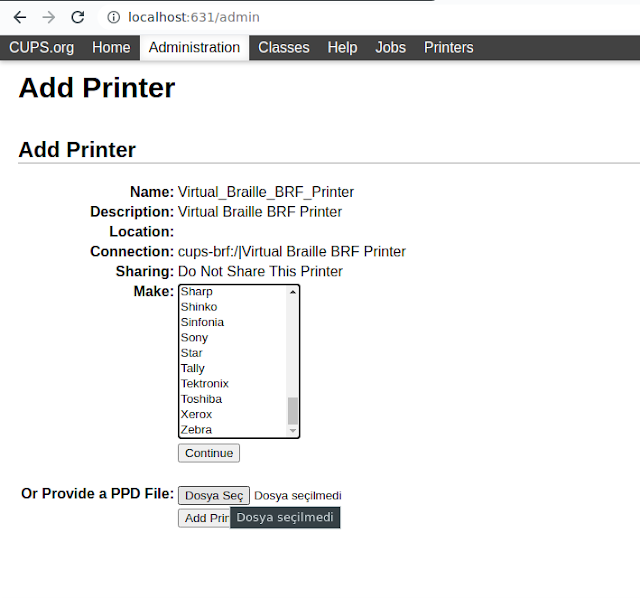 localhost:631/admin
CUPS.org Home Administration Classes Help Jobs Printers
Add Printer
Add Printer
Name: Virtual_Braille_BRF_Printer
Description: Virtual Braille BRF Printer
Location:
Connection: cups-brf:/|Virtual Braille BRF Printer
Sharing: Do Not Share This Printer
Make:
Sharp
Shinko
Sinfonia
Sony
Star
Tally
Tektronix
Toshiba
Xerox
Zebra
Continue
Or Provide a PPD File: Dosya Seç Dosya seçilmedi
Add Prin Dosya seçilmedi